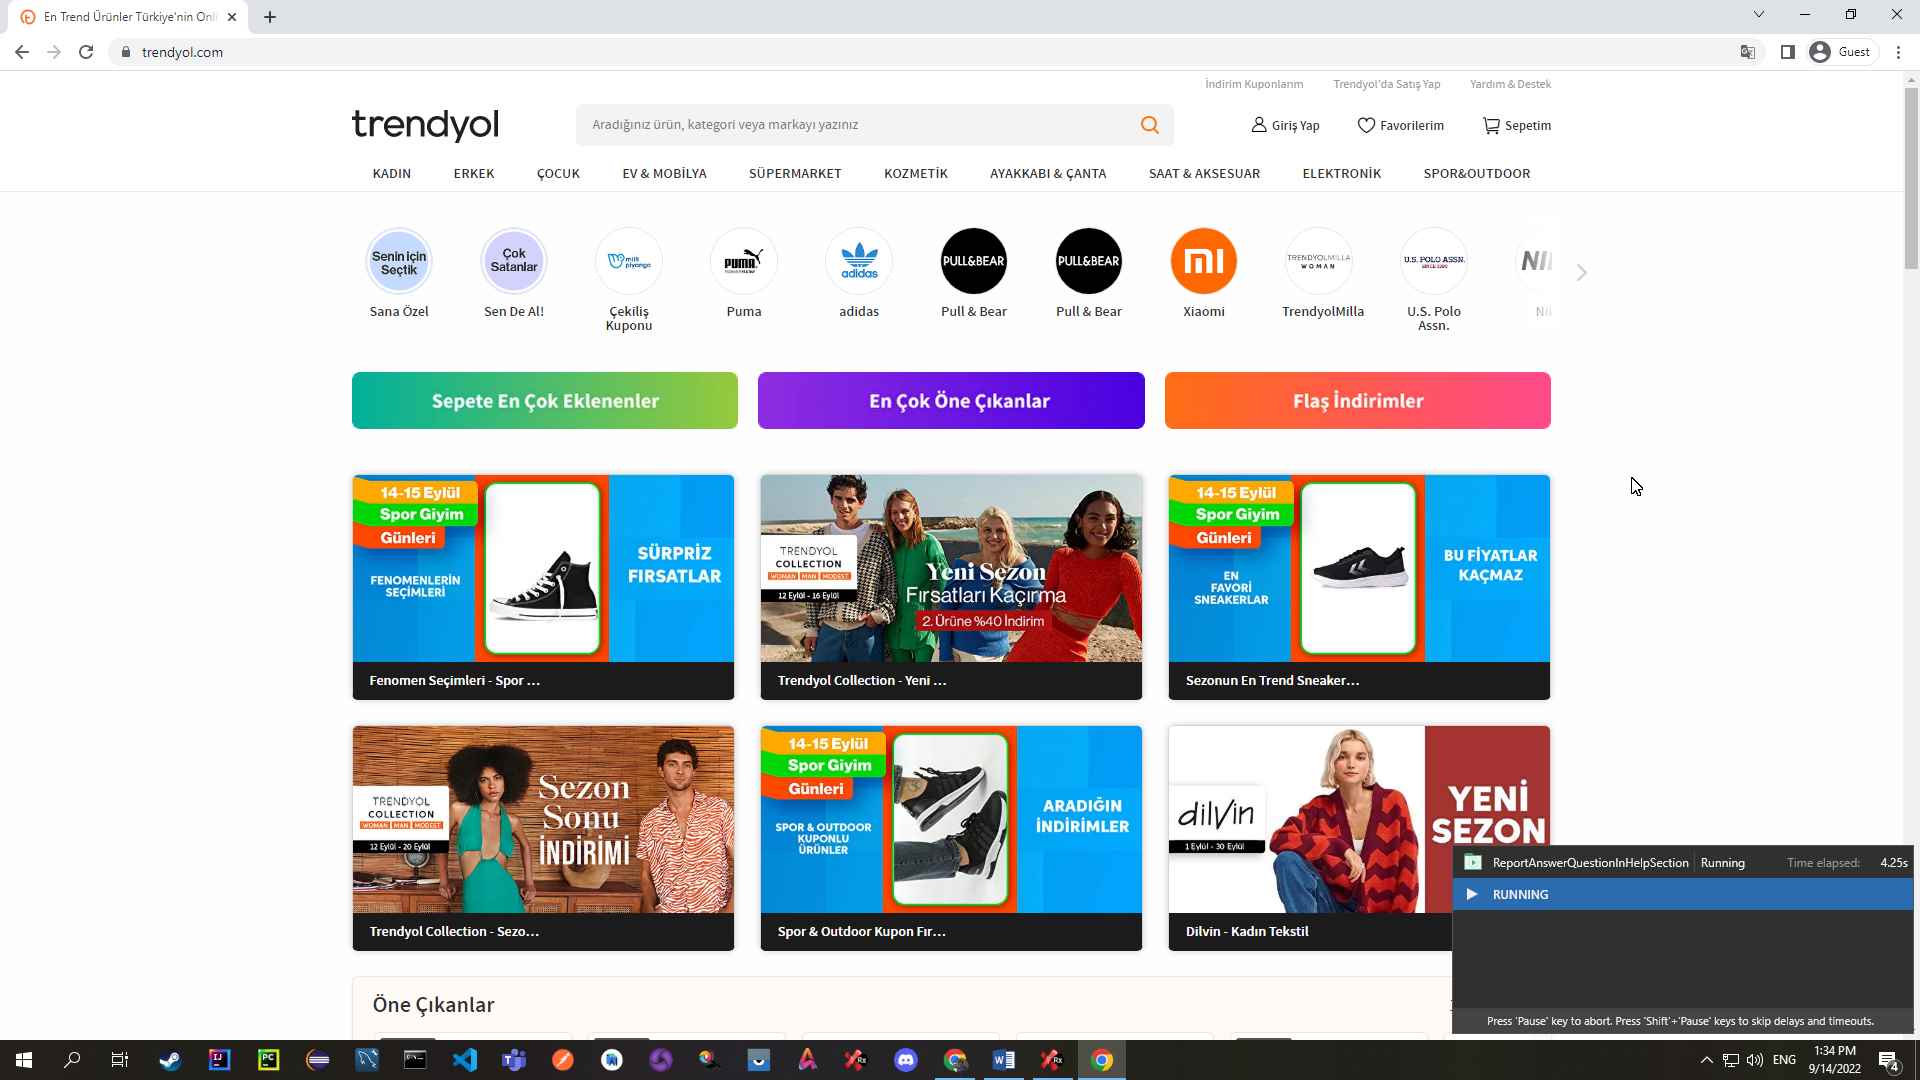 En Trend Ürünler Türkiye'nin Onl
trendyol.com
Guest
İndirim Kuponlarım
Trendyol'da Satış Yap
Yardım & Destek
trendyol
Aradığınız ürün, kategori veya markayı yazınız
Giriş Yap
Favorilerim
Sepetim
KADIN
ERKEK
ÇOCUK
EV & MOBİLYA
SÜPERMARKET
KOZMETİK
AYAKKABI & ÇANTA
SAAT & AKSESUAR
ELEKTRONİK
SPOR&OUTDOOR
Senin için
Seçtik
Çok
Satanlar
milli
piyango
PUMA
adidas
PULL&BEAR
PULL&BEAR
mi
TRENDYOLMILLA
WOMAN
U.S. POLO ASSN.
SINCE 1890
Sana Özel
Sen De Al!
Çekiliş
Kuponu
Puma
adidas
Pull & Bear
Pull & Bear
Xiaomi
TrendyolMilla
U.S. Polo
Assn.
Sepete En Çok Eklenenler
En Çok Öne Çıkanlar
Flaş İndirimler
14-15 Eylül
Spor Giyim
Günleri
FENOMENLERİN
SEÇİMLERİ
SÜRPRİZ
FIRSATLAR
Fenomen Seçimleri - Spor ...
TRENDYOL
COLLECTION
WOMAN MAN MODEST
12 Eylül - 16 Eylül
Yeni Sezon
Fırsatları Kaçırma
2. Ürüne %40 İndirim
Trendyol Collection - Yeni ...
14-15 Eylül
Spor Giyim
Günleri
EN
FAVORİ
SNEAKERLAR
BU FİYATLAR
KAÇMAZ
Sezonun En Trend Sneaker...
TRENDYOL
COLLECTION
WOMAN MAN MODEST
12 Eylül - 20 Eylül
Sezon
Sonu
İNDİRİMİ
Trendyol Collection - Sezo...
14-15 Eylül
Spor Giyim
Günleri
SPOR & OUTDOOR
KUPONLU
ÜRÜNLER
ARADIĞIN
İNDİRİMLER
Spor & Outdoor Kupon Fır...
dilvin
1 Eylül - 30 Eylül
YENİ
SEZON
Dilvin - Kadın Tekstil
ReportAnswerQuestionInHelpSection
Running
Time elapsed:
4.25s
RUNNING
Press 'Pause' key to abort. Press 'Shift'+'Pause' keys to skip delays and timeouts.
Öne Çıkanlar
ENG
1:34 PM
9/14/2022
4